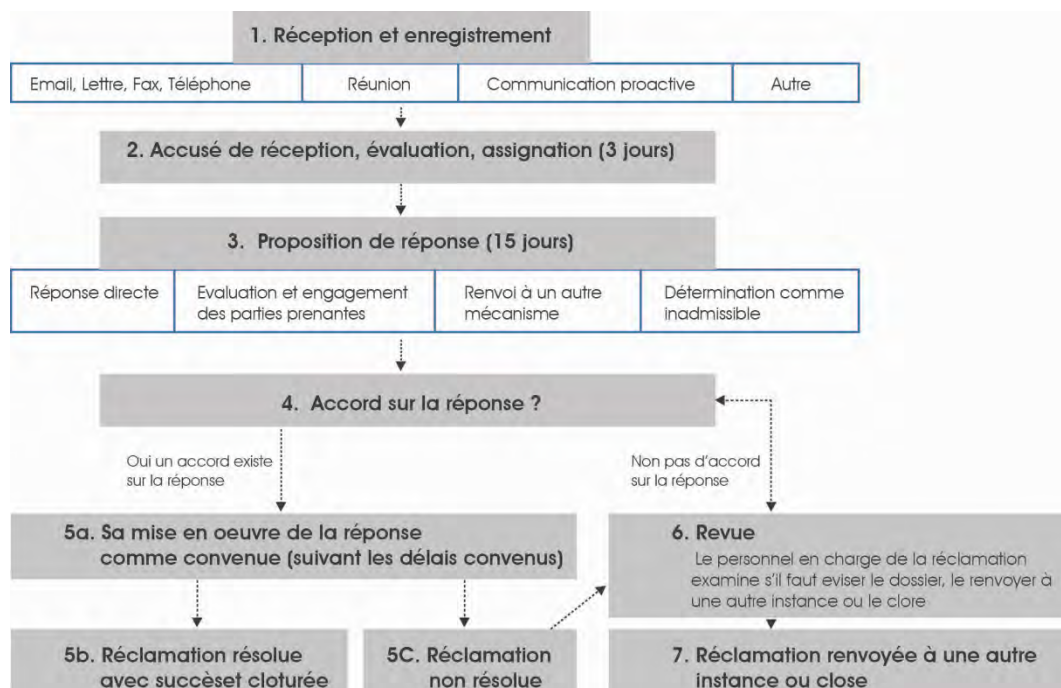 1. Réception et enregistrement
Email, Lettre, Fax, Téléphone
Réunion
Communication proactive
Autre
2. Accusé de réception, évaluation, assignation (3 jours)
3. Proposition de réponse (15 jours)
Réponse directe
Evaluation et engagement
des parties prenantes
Renvoi à un autre
mécanisme
Détermination comme
inadmissible
4. Accord sur la réponse ?
Oui un accord existe
sur la réponse
Non pas d'accord
sur la réponse
5a. Sa mise en oeuvre de la réponse
comme convenue (suivant les délais convenus)
6. Revue
Le personnel en charge de la réclamation
examine s'il faut eviser le dossier, le renvoyer à
une autre instance ou le clore
5b. Réclamation résolue
avec succèset cloturée
5C. Réclamation
non résolue
7. Réclamation renvoyée à une autre
instance ou close